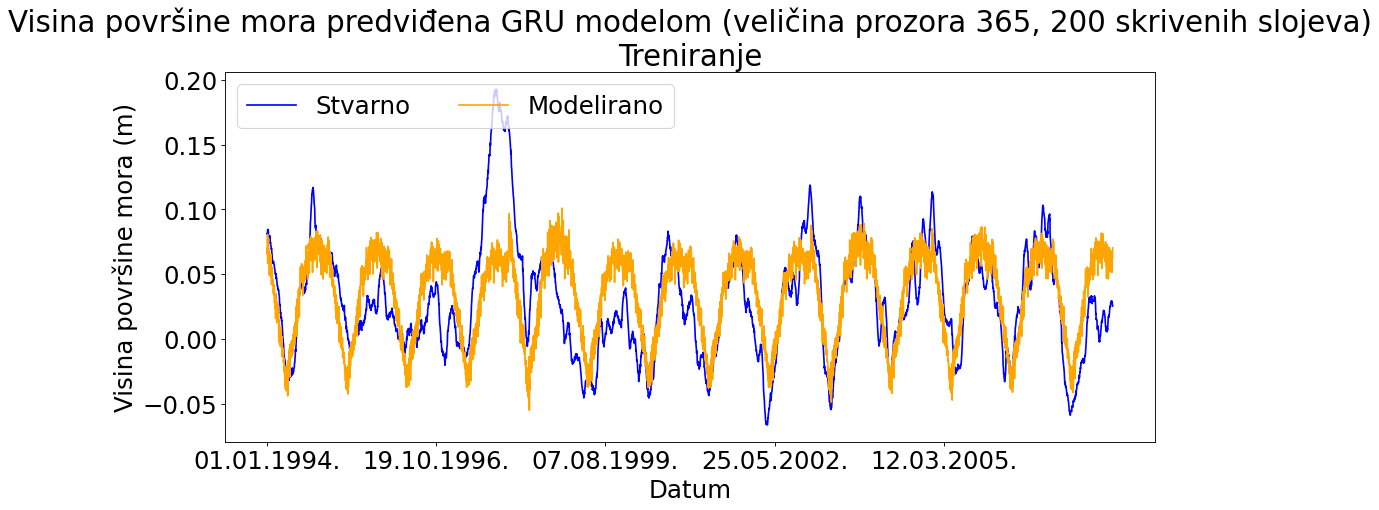 Visina površine mora predviđena GRU modelom (veličina prozora 365, 200 skrivenih slojeva)
Treniranje
Stvarno
Modelirano
Visina površine mora (m)
0.20
0.15
0.10
0.05
0.00
−0.05
01.01.1994.
19.10.1996.
07.08.1999.
25.05.2002.
12.03.2005.
Datum